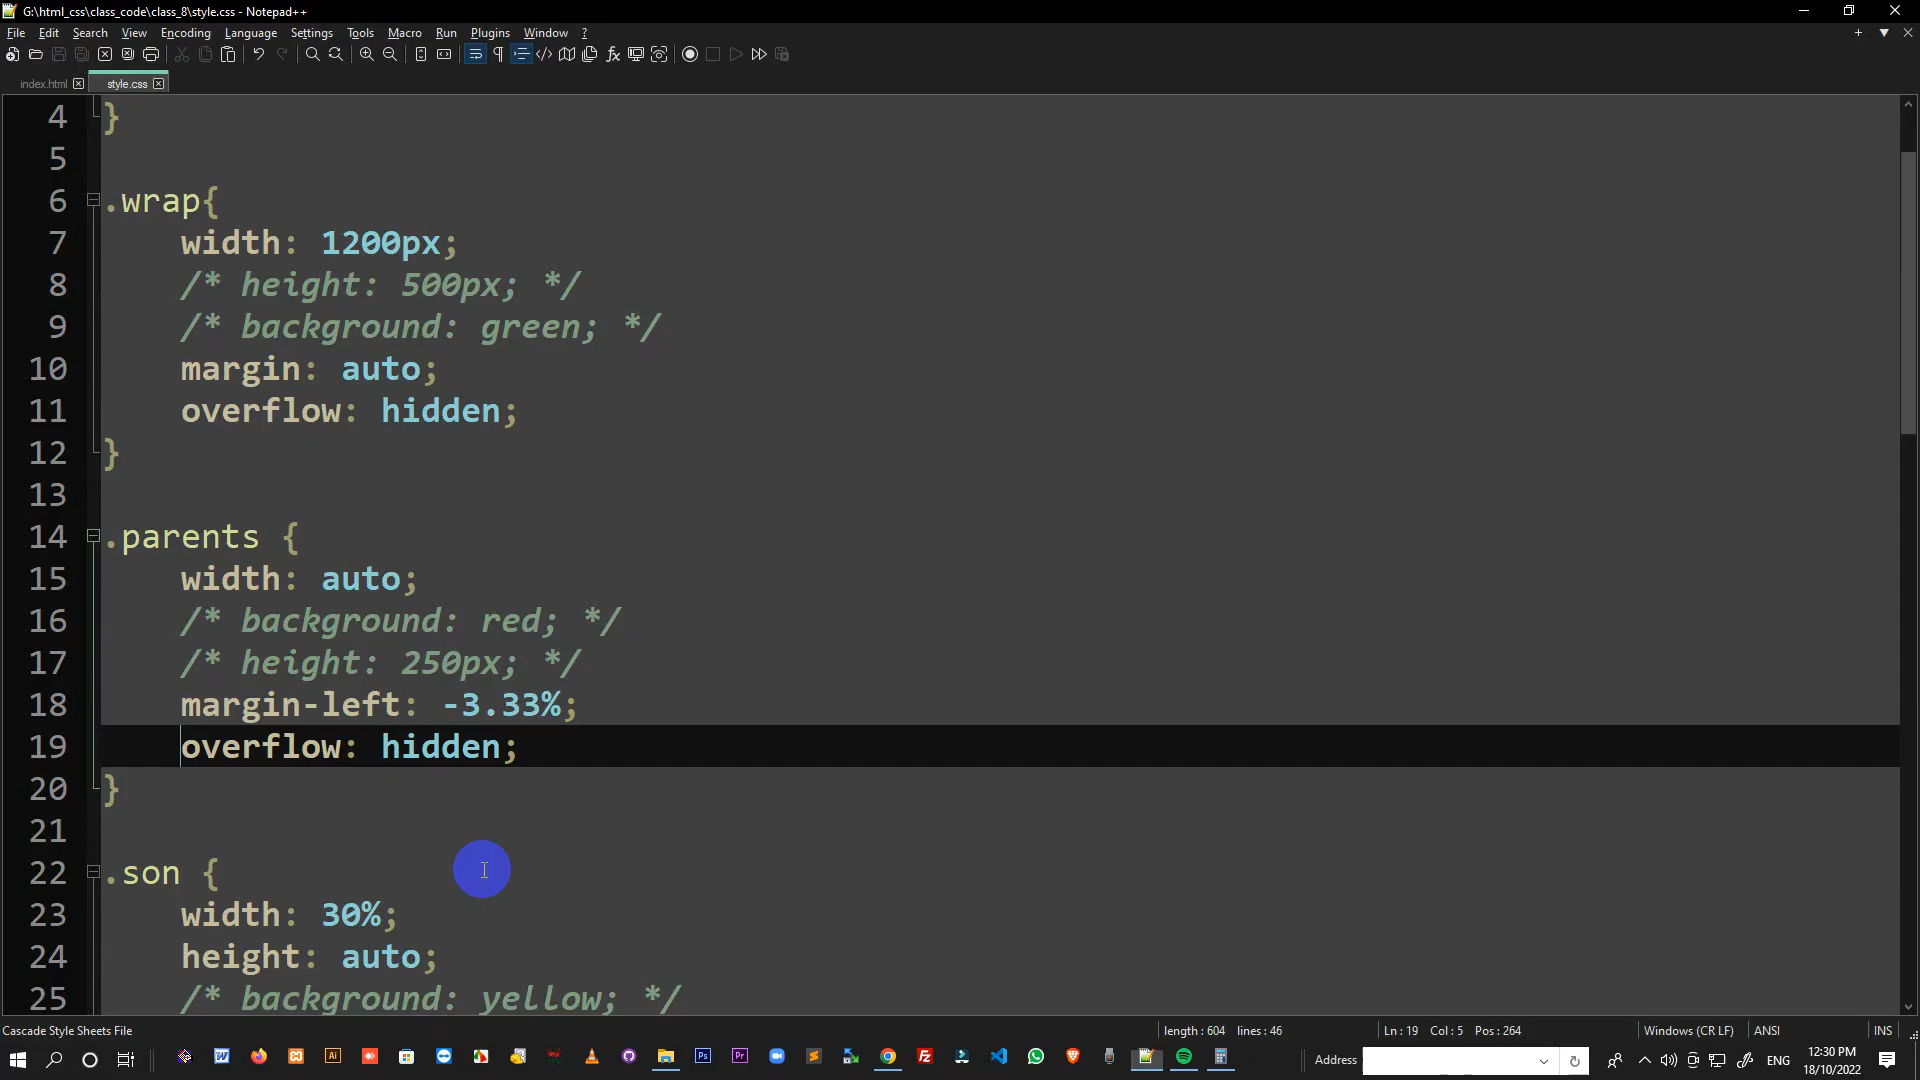 G:\html_css\class_code\class_8\style.css - Notepad++
File Edit Search View Encoding Language Settings Tools Macro Run Plugins Window ?
index.html style.css
4 }
5
6 .wrap{
7 width: 1200px;
8 /* height: 500px; */
9 /* background: green; */
10 margin: auto;
11 overflow: hidden;
12 }
13
14 .parents {
15 width: auto;
16 /* background: red; */
17 /* height: 250px; */
18 margin-left: -3.33%;
19 overflow: hidden;
20 }
21
22 .son {
23 width: 30%;
24 height: auto;
25 /* background: yellow; */
Cascade Style Sheets File length : 604 lines : 46 Ln : 19 Col : 5 Pos : 264 Windows (CR LF) ANSI INS
Address ENG 12:30 PM
18/10/2022